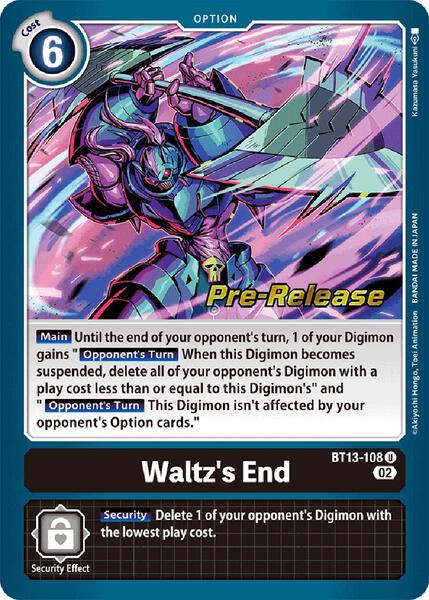 OPTION
Cost
6
Kazumasa Yasukuni
Pre-Release
©Akiyoshi Hongo, Toei Animation BANDAI MADE IN JAPAN
Main Until the end of your opponent's turn, 1 of your Digimon
gains " Opponent's Turn When this Digimon becomes
suspended, delete all of your opponent's Digimon with a
play cost less than or equal to this Digimon's" and
" Opponent's Turn This Digimon isn't affected by your
opponent's Option cards."
BT13-108 U
Waltz's End
02
Security Delete 1 of your opponent's Digimon with
the lowest play cost.
Security Effect